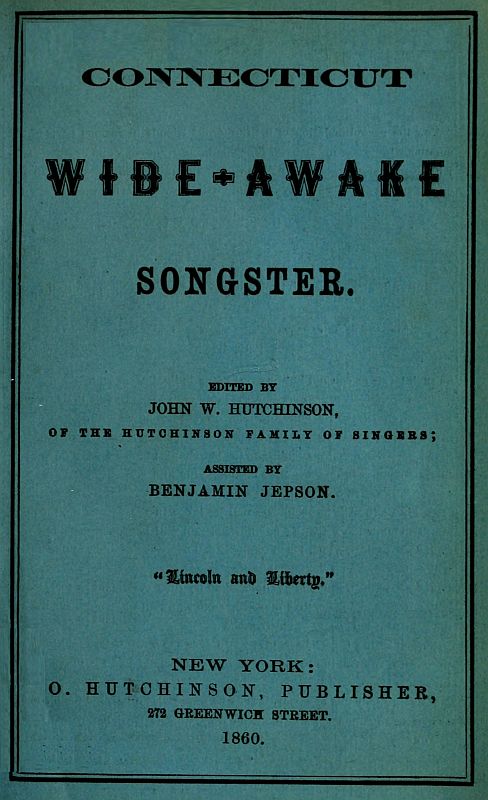 CONNECTICUT
WIDE-AWAKE
SONGSTER.
EDITED BY
JOHN W. HUTCHINSON,
OF THE HUTCHINSON FAMILY OF SINGERS;
ASSISTED BY
BENJAMIN JEPSON.
"Lincoln and Liberty."
NEW YORK:
O. HUTCHINSON, PUBLISHER,
272 GREENWICH STREET.
1860.